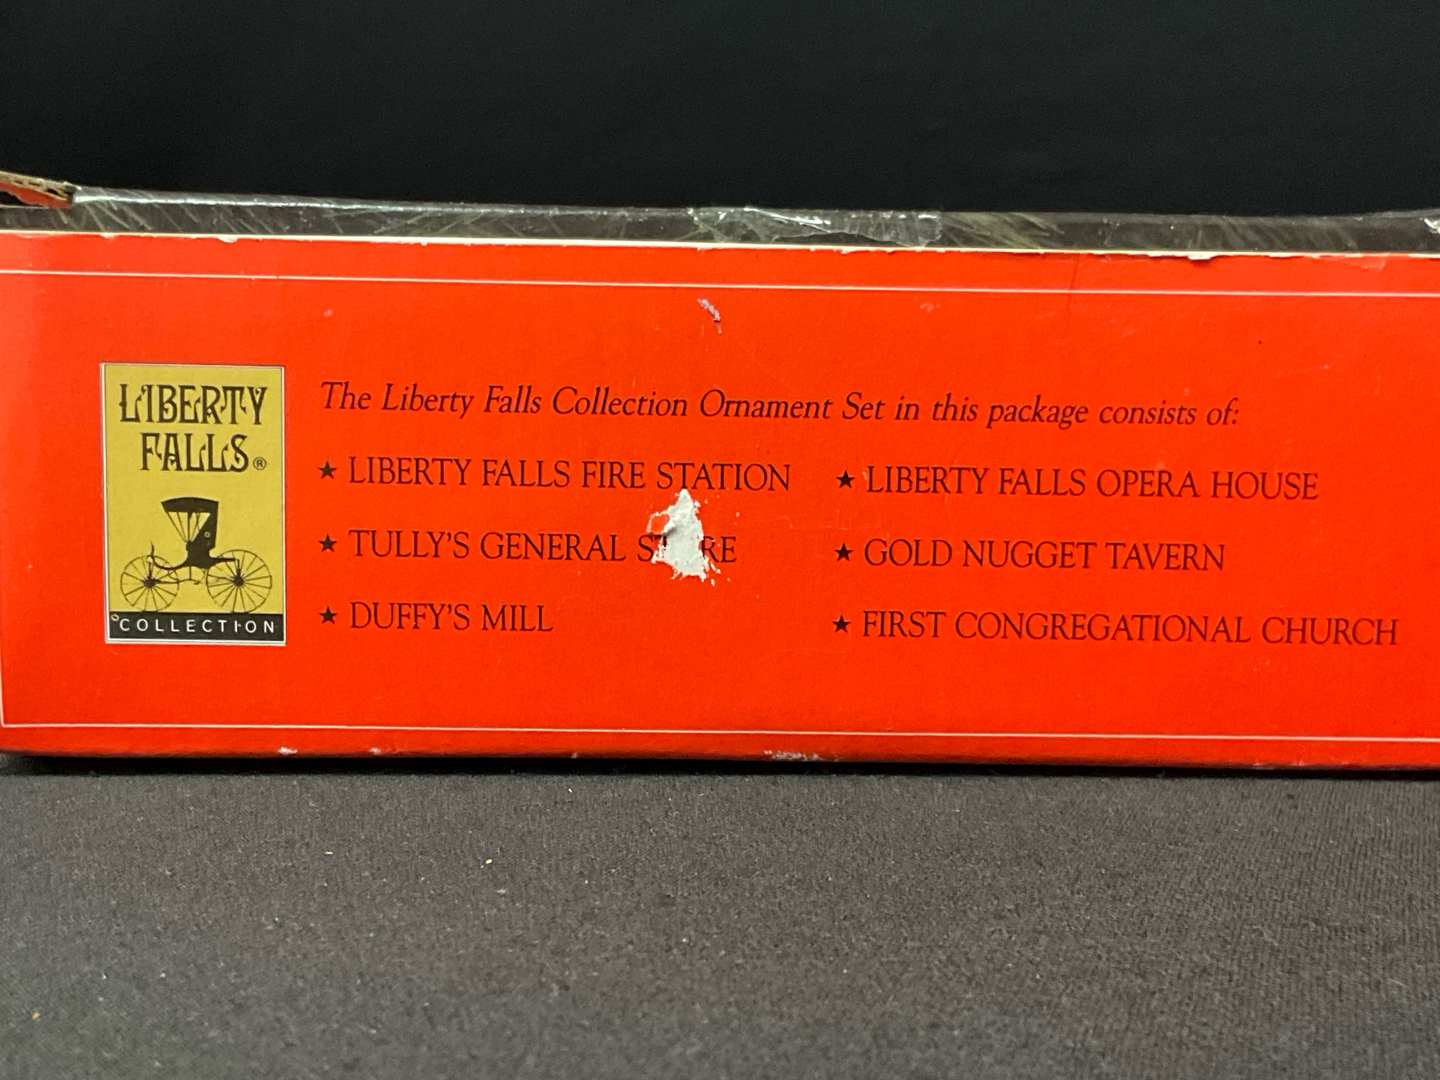 LIBERTY
FALLS®
COLLECTION
The Liberty Falls Collection Ornament Set in this package consists of:
★ LIBERTY FALLS FIRE STATION
★ TULLY'S GENERAL
★ DUFFY'S MILL
★ LIBERTY FALLS OPERA HOUSE
★ GOLD NUGGET TAVERN
★ FIRST CONGREGATIONAL CHURCH